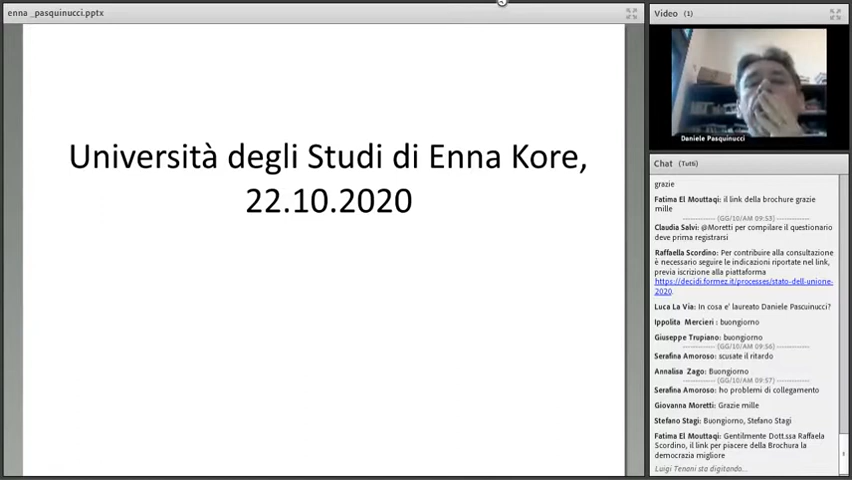 enna _pasquinucci.pptx
Università degli Studi di Enna Kore,
22.10.2020
Video (1)
Daniele Pasquinucci
Chat (Tutti)
grazie
Fatima El Mouttaqi: il link della brochure grazie
mille
------------ (GG/10/AM 09:53) ------------
Claudia Salvi: @Moretti per compilare il questionario
deve prima registrarsi
Raffaella Scordino: Per contribuire alla consultazione
è necessario seguire le indicazioni riportate nel link,
previa iscrizione alla piattaforma
https://decidi.formez.it/processes/stato-dell-unione-
2020.
Luca La Via: In cosa e' laureato Daniele Pascuinucci?
Ippolita Mercieri : buongiorno
Giuseppe Trupiano: buongiorno
------------ (GG/10/AM 09:56) ------------
Serafina Amoroso: scusate il ritardo
Annalisa Zago: Buongiorno
------------ (GG/10/AM 09:57) ------------
Serafina Amoroso: ho problemi di collegamento
Giovanna Moretti: Grazie mille
Stefano Stagi: Buongiorno, Stefano Stagi
Fatima El Mouttaqi: Gentilmente Dott.ssa Raffaela
Scordino, il link per piacere della Brochura la
democrazia migliore
Luigi Tenani sta digitando...